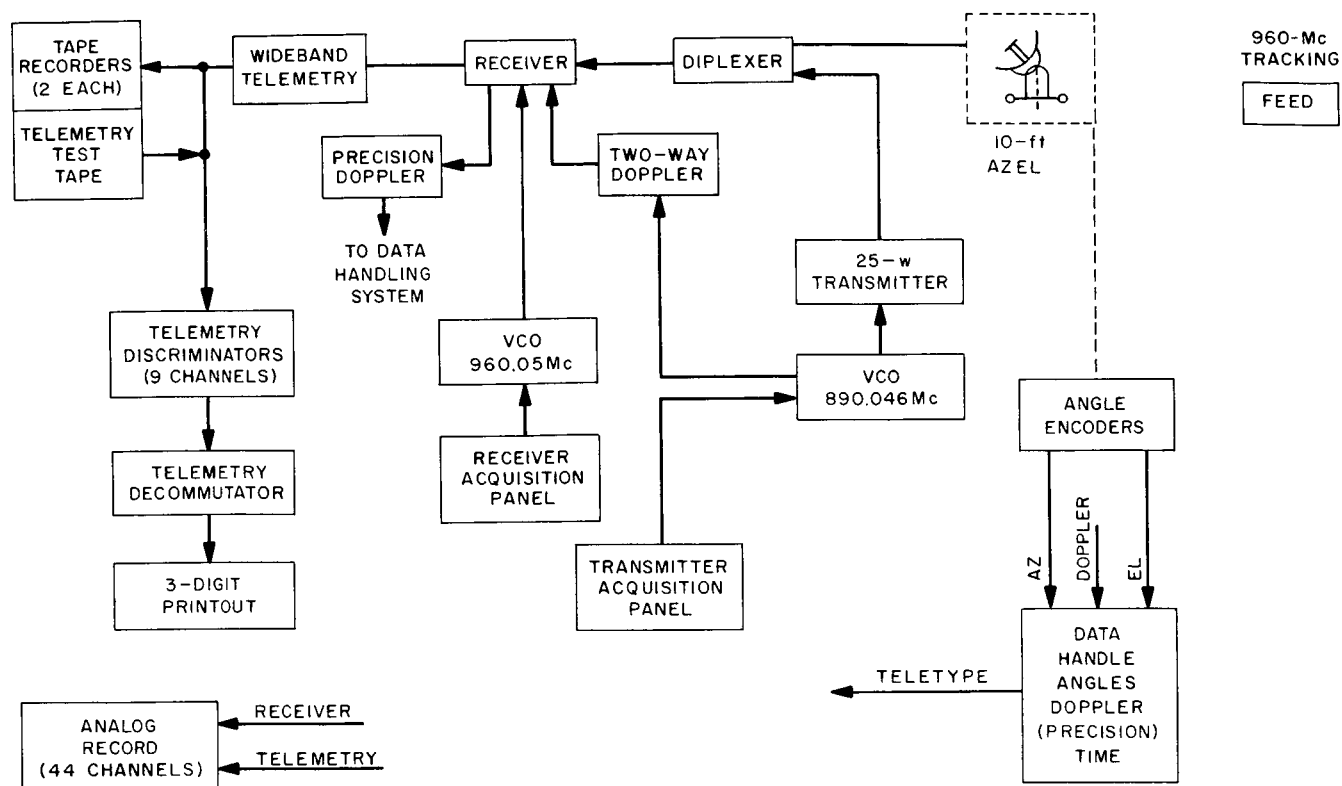 TAPE
RECORDERS
(2 EACH)
TELEMETRY
TEST
TAPE
WIDEBAND
TELEMETRY
RECEIVER
DIPLEXER
10-ft
AZEL
960-Mc
TRACKING
FEED
PRECISION
DOPPLER
TO DATA
HANDLING
SYSTEM
TWO-WAY
DOPPLER
25-w
TRANSMITTER
TELEMETRY
DISCRIMINATORS
(9 CHANNELS)
VCO
960.05Mc
VCO
890.046Mc
ANGLE
ENCODERS
TELEMETRY
DECOMMUTATOR
RECEIVER
ACQUISITION
PANEL
3-DIGIT
PRINTOUT
TRANSMITTER
ACQUISITION
PANEL
AZ
DOPPLER
EL
DATA
HANDLE
ANGLES
DOPPLER
(PRECISION)
TIME
TELETYPE
ANALOG
RECORD
(44 CHANNELS)
RECEIVER
TELEMETRY